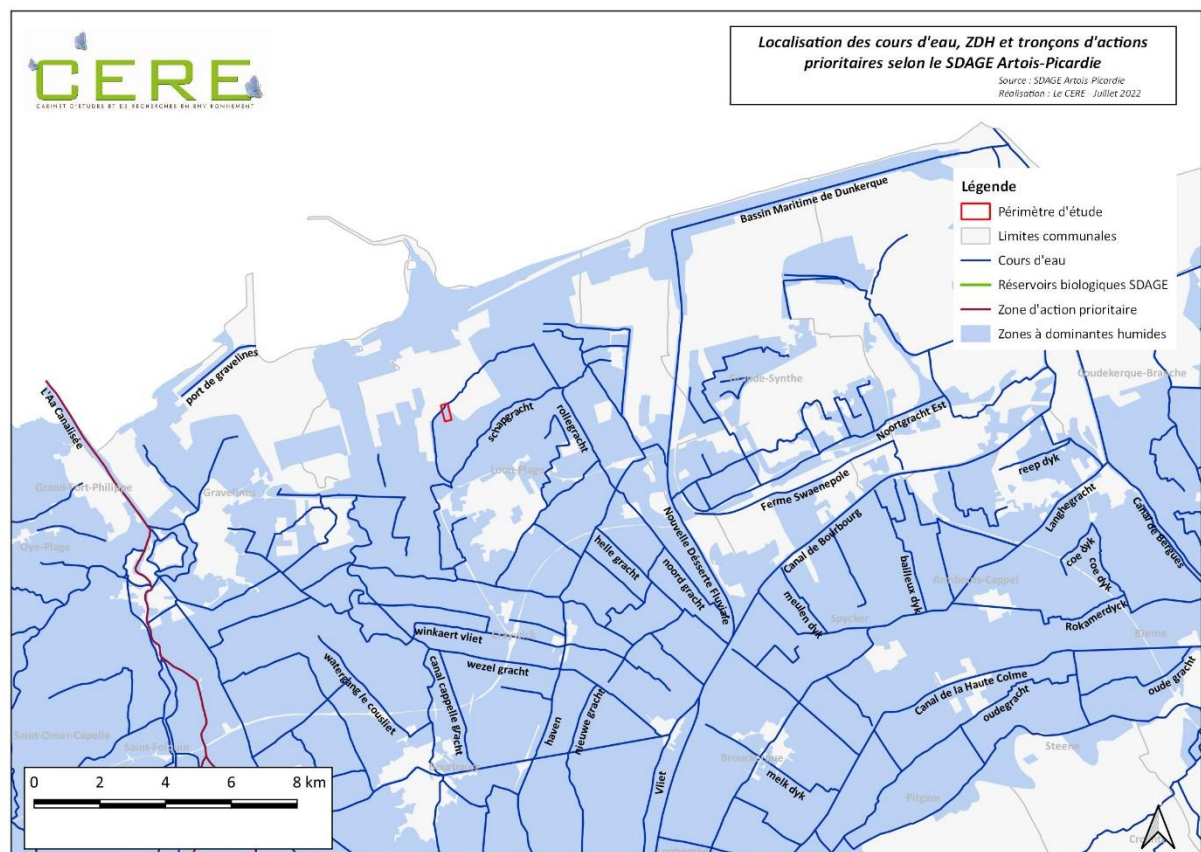 CERE
CABINET D'ÉTUDES ET DE RECHERCHES EN ENVIRONNEMENT
Localisation des cours d'eau, ZDH et tronçons d'actions
prioritaires selon le SDAGE Artois-Picardie
Source : SDAGE Artois Picardie
Réalisation : Le CERE - Juillet 2022
Légende
Périmètre d'étude
Limites communales
Cours d'eau
Réservoirs biologiques SDAGE
Zone d'action prioritaire
Zones à dominantes humides
Bassin Maritime de Dunkerque
port de gravelines
L'Aa Canalisée
Grand-Fort-Philippe
Gravelines
Oye-Plage
schapgracht
rollegracht
Loon-Plage
Grande-Synthe
Coudekerque-Branche
Noortgracht Est
Ferme Swaenepole
reep dyk
Langhegracht
Canal de Bergues
Nouvelle Déss​erte Fluviale
Canal de Bourbourg
helle gracht
noord gracht
bailleux dyk
meulen dyk
Spycker
Armbouts-Cappel
coe dyk
coe dyk
Rokamerdyck
Bierne
winkaert vliet
Craywick
wezel gracht
canal cappelle gracht
watergang le cousliet
haven
nieuwe gracht
Canal de la Haute Colme
oudegracht
oude gracht
Saint-Omer-Capelle
Saint-Folquin
Bourbourg
Vliet
Brouckerque
melk dyk
Steene
Pitgam
0 2 4 6 8 km